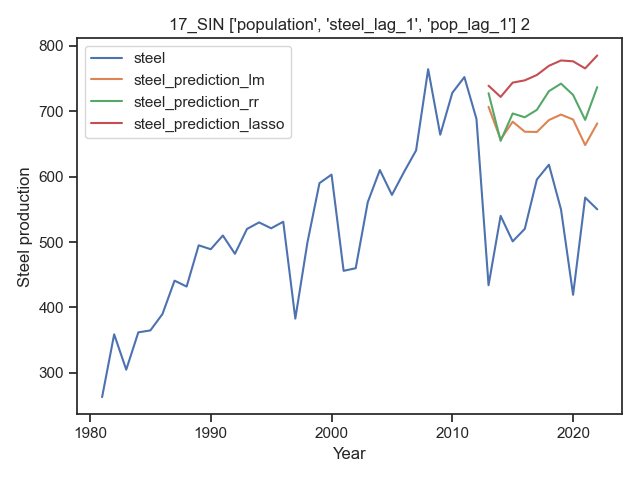 17_SIN ['population', 'steel_lag_1', 'pop_lag_1'] 2
800
700
600
500
400
300
Steel production
steel
steel_prediction_lm
steel_prediction_rr
steel_prediction_lasso
1980
1990
2000
2010
2020
Year